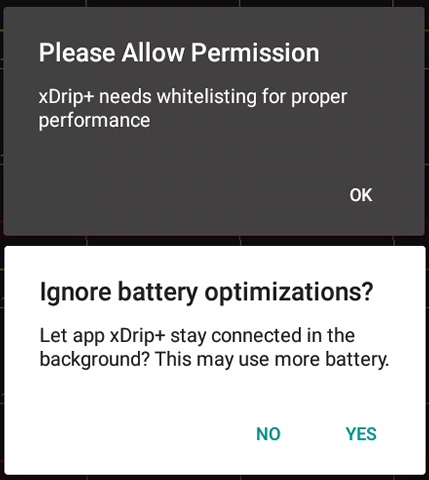 Please Allow Permission
xDrip+ needs whitelisting for proper
performance
OK
Ignore battery optimizations?
Let app xDrip+ stay connected in the
background? This may use more battery.
NO YES